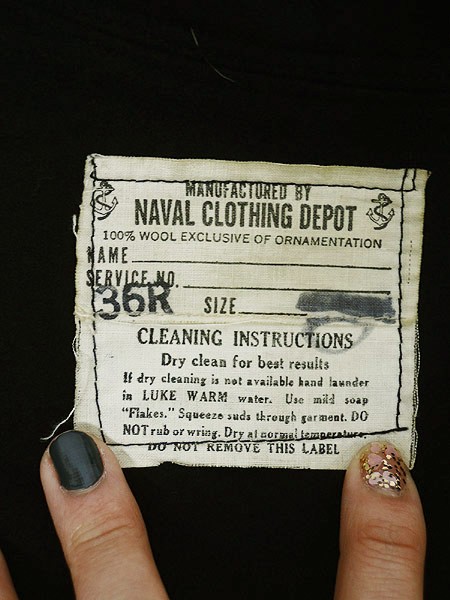 MANUFACTURED BY
NAVAL CLOTHING DEPOT
100% WOOL EXCLUSIVE OF ORNAMENTATION
NAME
SERVICE NO.
36R SIZE
CLEANING INSTRUCTIONS
Dry clean for best results
If dry cleaning is not available hand launder
in LUKE WARM water. Use mild soap
"Flakes." Squeeze suds through garment. DO
NOT rub or wring. Dry at normal temperature.
DO NOT REMOVE THIS LABEL